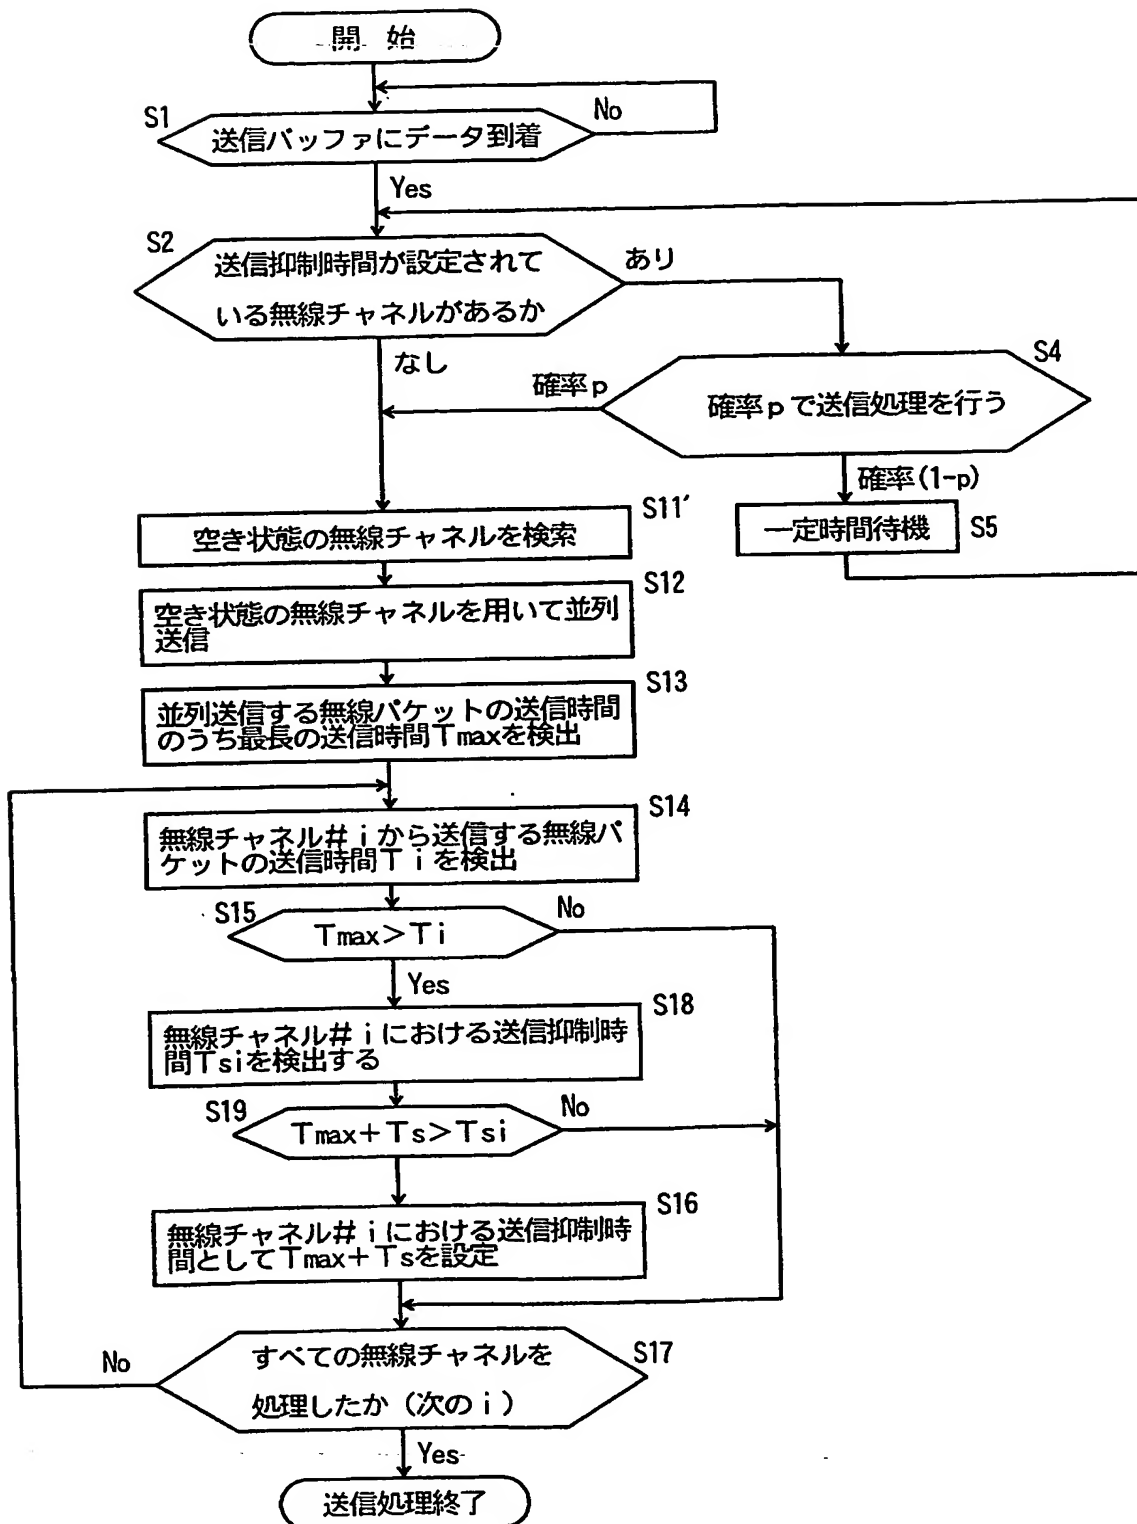 開 始
S1
送信バッファにデータ到着
No
Yes
S2
送信抑制時間が設定されて
いる無線チャネルがあるか
あり
なし
S4
確率p
確率pで送信処理を行う
確率(1-p)
S11′
空き状態の無線チャネルを検索
一定時間待機
S5
S12
空き状態の無線チャネルを用いて並列
送信
S13
並列送信する無線パケットの送信時間
のうち最長の送信時間Tmaxを検出
S14
無線チャネル#iから送信する無線パ
ケットの送信時間Tiを検出
S15
Tmax>Ti
No
Yes
S18
無線チャネル#iにおける送信抑制時
間Tsiを検出する
S19
Tmax+Ts>Tsi
No
S16
無線チャネル#iにおける送信抑制時
間としてTmax+Tsを設定
S17
すべての無線チャネルを
処理したか(次のi)
No
Yes
送信処理終了